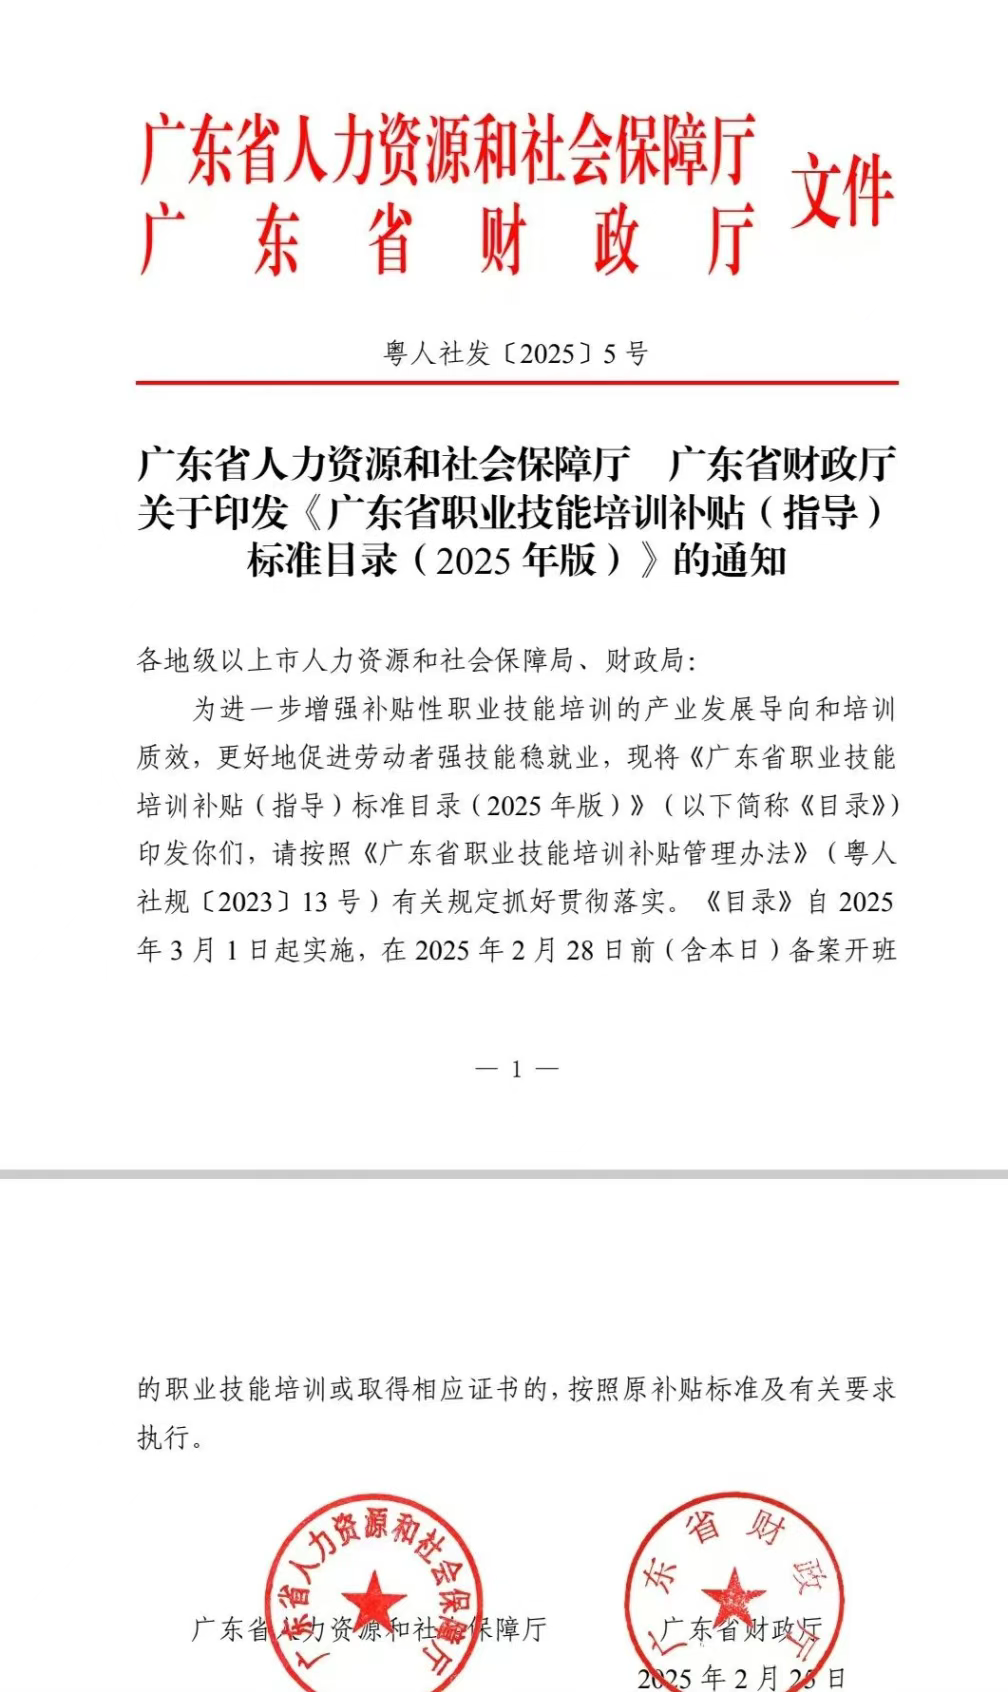 广东省人力资源和社会保障厅
广东省财政厅
文件
粤人社发〔2025〕5号
广东省人力资源和社会保障厅 广东省财政厅
关于印发《广东省职业技能培训补贴（指导）
标准目录（2025年版）》的通知
各地级以上市人力资源和社会保障局、财政局：
为进一步增强补贴性职业技能培训的产业发展导向和培训
质效，更好地促进劳动者强技能稳就业，现将《广东省职业技能
培训补贴（指导）标准目录（2025年版）》（以下简称《目录》）
印发你们，请按照《广东省职业技能培训补贴管理办法》（粤人
社规〔2023〕13号）有关规定抓好贯彻落实。《目录》自2025
年3月1日起实施，在2025年2月28日前（含本日）备案开班
— 1 —
的职业技能培训或取得相应证书的，按照原补贴标准及有关要求
执行。
广东省人力资源和社会保障厅
广东省财政厅
广东省人力资源和社会保障厅 广东省财政厅
2025年2月25日